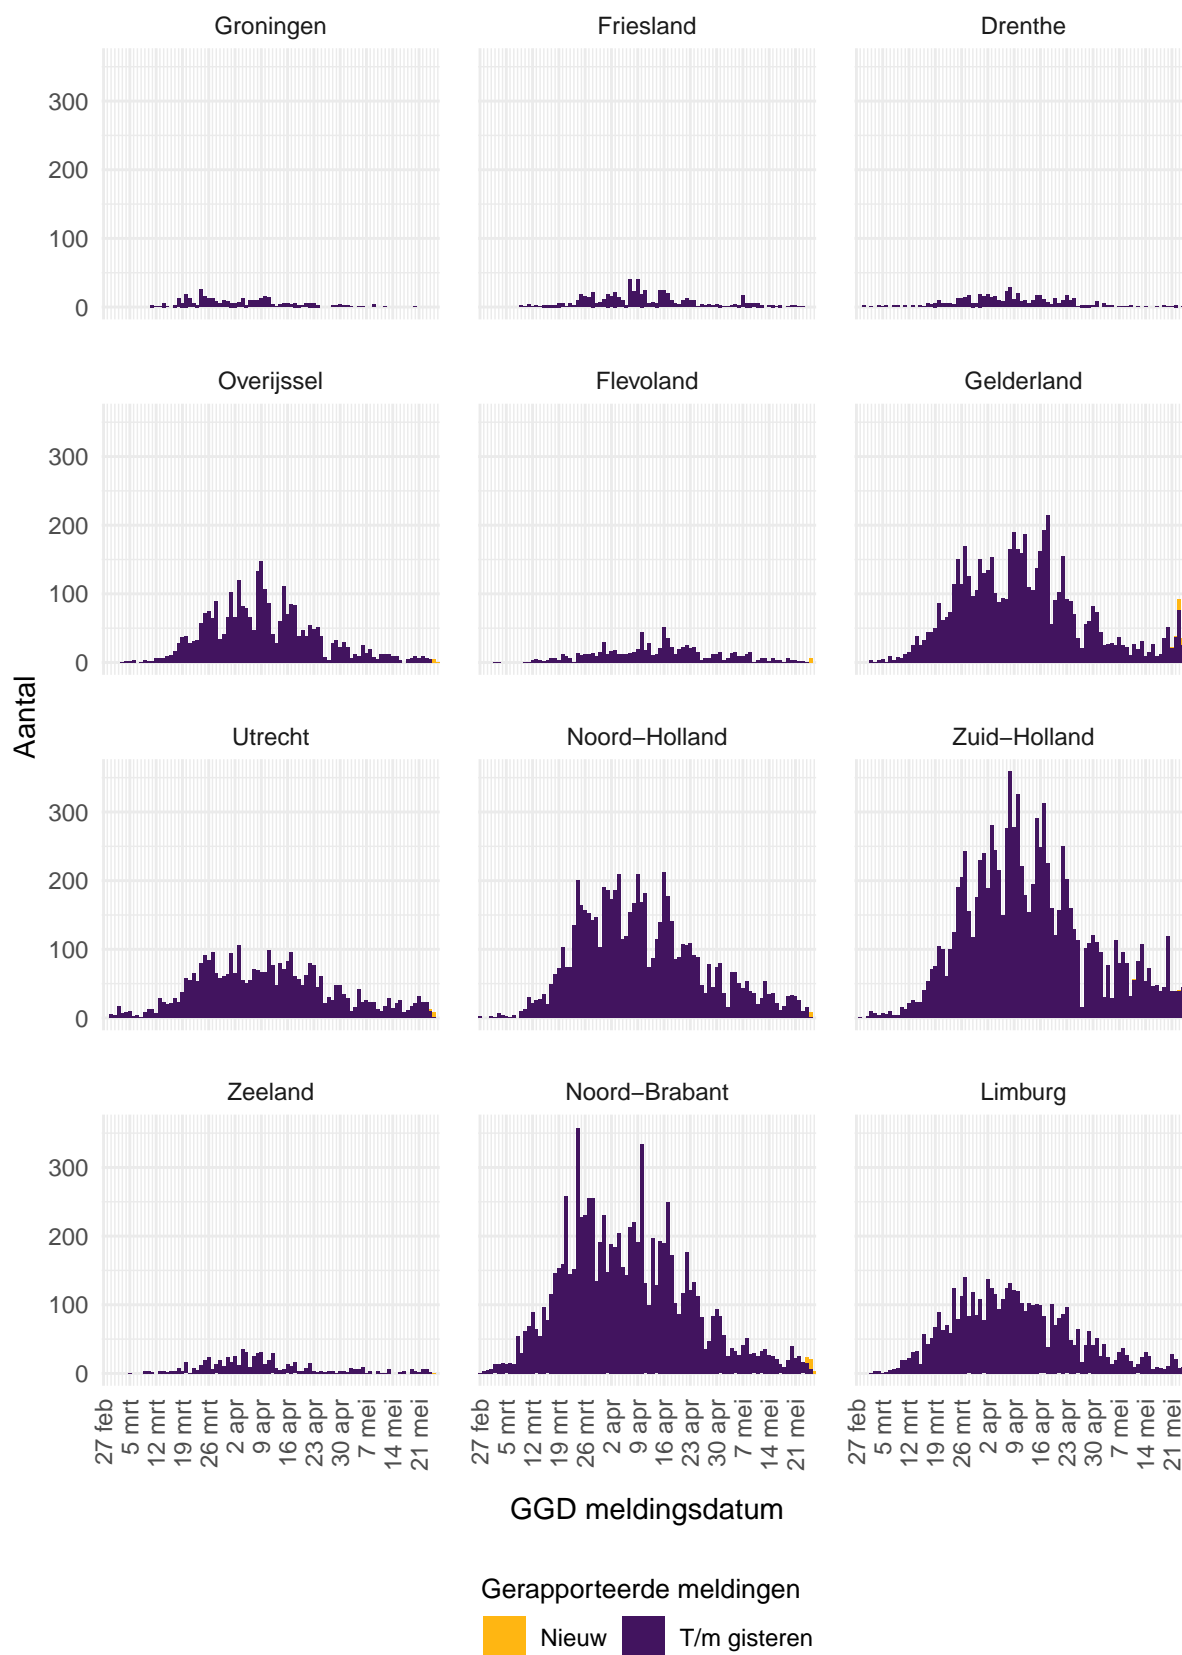 Groningen Friesland Drenthe
300
200
100
0
Overijssel Flevoland Gelderland
300
200
100
0
Aantal
Utrecht Noord−Holland Zuid−Holland
300
200
100
0
Zeeland Noord−Brabant Limburg
300
200
100
0
27 feb 5 mrt 12 mrt 19 mrt 26 mrt 2 apr 9 apr 16 apr 23 apr 30 apr 7 mei 14 mei 21 mei
27 feb 5 mrt 12 mrt 19 mrt 26 mrt 2 apr 9 apr 16 apr 23 apr 30 apr 7 mei 14 mei 21 mei
27 feb 5 mrt 12 mrt 19 mrt 26 mrt 2 apr 9 apr 16 apr 23 apr 30 apr 7 mei 14 mei 21 mei
GGD meldingsdatum
Gerapporteerde meldingen
Nieuw T/m gisteren